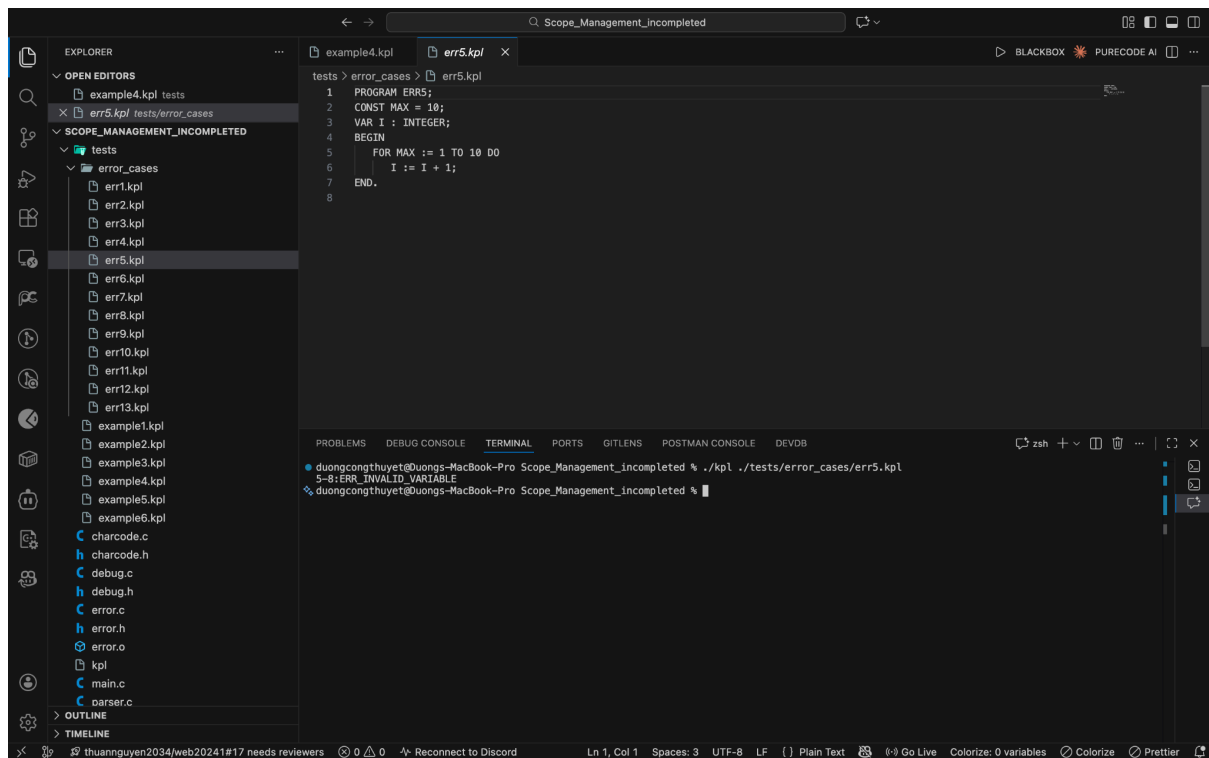 Scope_Management_incompleted
EXPLORER
OPEN EDITORS
example4.kpl tests
err5.kpl tests/error_cases
SCOPE_MANAGEMENT_INCOMPLETED
tests
error_cases
err1.kpl
err2.kpl
err3.kpl
err4.kpl
err5.kpl
err6.kpl
err7.kpl
err8.kpl
err9.kpl
err10.kpl
err11.kpl
err12.kpl
err13.kpl
example1.kpl
example2.kpl
example3.kpl
example4.kpl
example5.kpl
example6.kpl
C charcode.c
h charcode.h
C debug.c
h debug.h
C error.c
h error.h
error.o
kpl
C main.c
C parser.c
OUTLINE
TIMELINE
example4.kpl err5.kpl
BLACKBOX PURECODE AI
tests > error_cases > err5.kpl
1 PROGRAM ERR5;
2 CONST MAX = 10;
3 VAR I : INTEGER;
4 BEGIN
5 FOR MAX := 1 TO 10 DO
6 I := I + 1;
7 END.
8
PROBLEMS DEBUG CONSOLE TERMINAL PORTS GITLENS POSTMAN CONSOLE DEVDB
zsh
duongcongthuyet@Duongs-MacBook-Pro Scope_Management_incompleted % ./kpl ./tests/error_cases/err5.kpl
5-8:ERR_INVALID_VARIABLE
duongcongthuyet@Duongs-MacBook-Pro Scope_Management_incompleted %
thuannguyen2034/web20241#17 needs reviewers 0 0 Reconnect to Discord Ln 1, Col 1 Spaces: 3 UTF-8 LF { } Plain Text Go Live Colorize: 0 variables Colorize Prettier